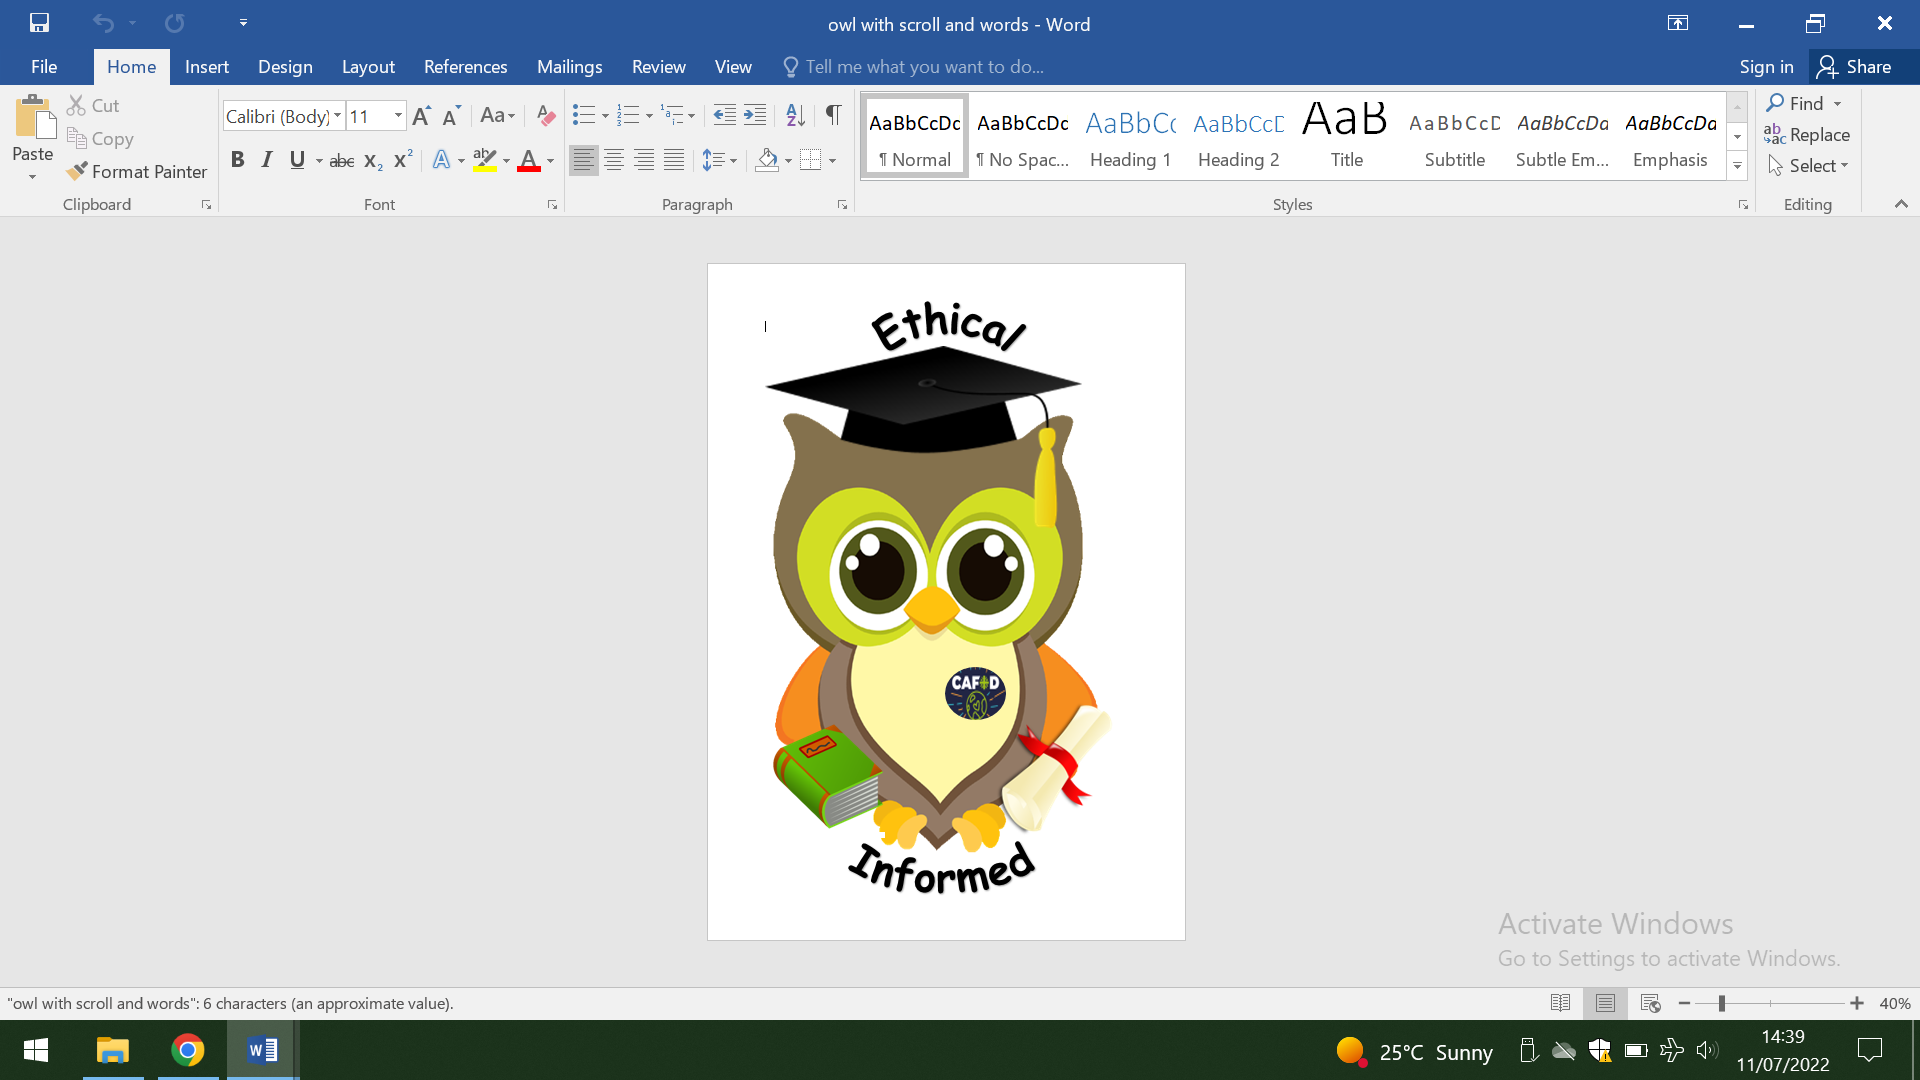 owl with scroll and words - Word
File Home Insert Design Layout References Mailings Review View Tell me what you want to do... Sign in Share
Paste
Cut
Copy
Format Painter
Clipboard
Calibri (Body) 11
Font
Paragraph
AaBbCcDc AaBbCcDc AaBbCc AaBbCcD AaB AaBbCcD AaBbCcDa AaBbCcDa
¶ Normal ¶ No Spac... Heading 1 Heading 2 Title Subtitle Subtle Em... Emphasis
Styles
Find
Replace
Select
Editing
Ethical
CAFOD
Informed
Activate Windows
Go to Settings to activate Windows.
"owl with scroll and words": 6 characters (an approximate value).
40%
25°C Sunny
14:39
11/07/2022